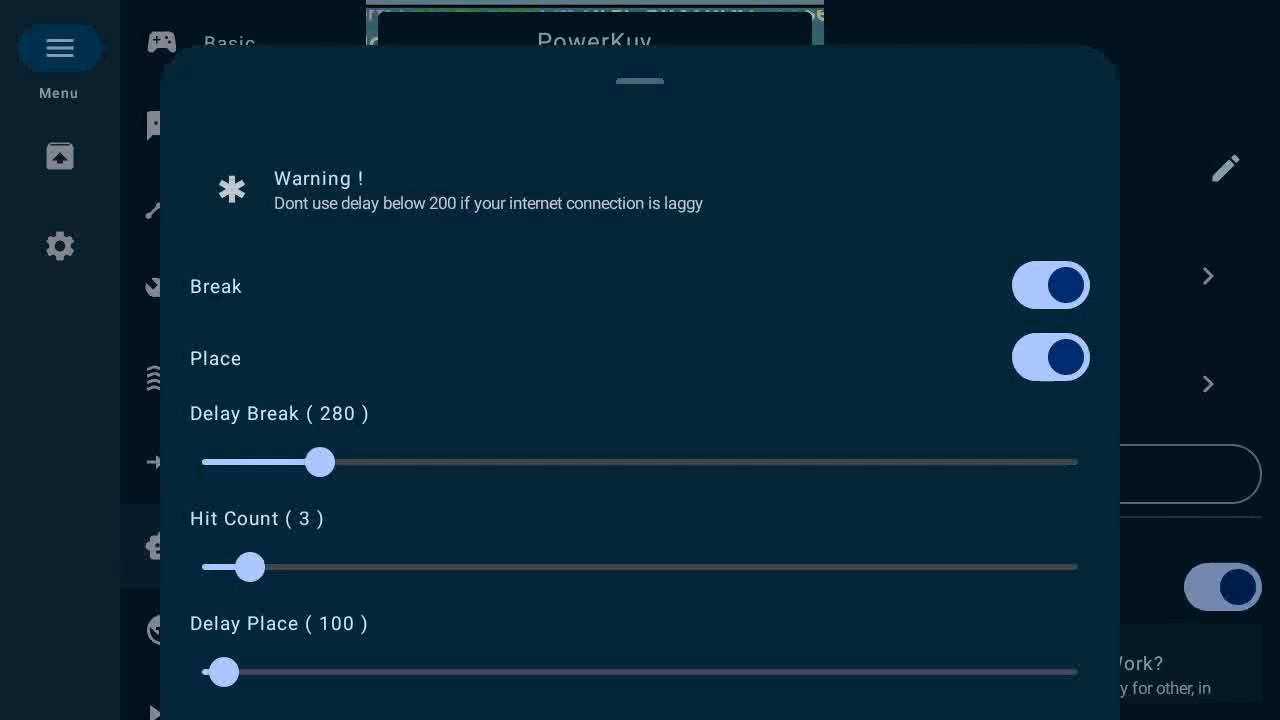 Menu
Basic
PowerKuy
Warning !
Dont use delay below 200 if your internet connection is laggy
Break
Place
Delay Break ( 280 )
Hit Count ( 3 )
Delay Place ( 100 )
Work?
y for other, in